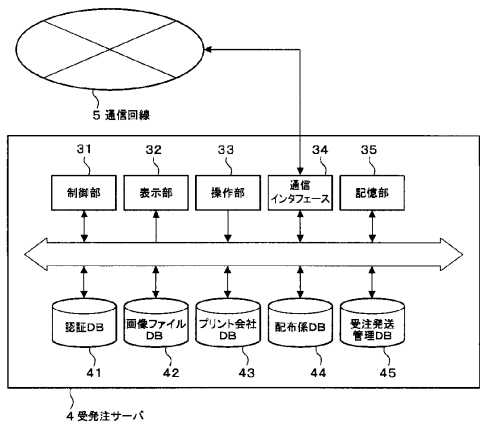 5 通信回線
31
32
33
34
35
制御部
表示部
操作部
通信
インタフェース
記憶部
認証DB
画像ファイル
DB
プリント会社
DB
配布係DB
受注発送
管理DB
41
42
43
44
45
4 受発注サーバ